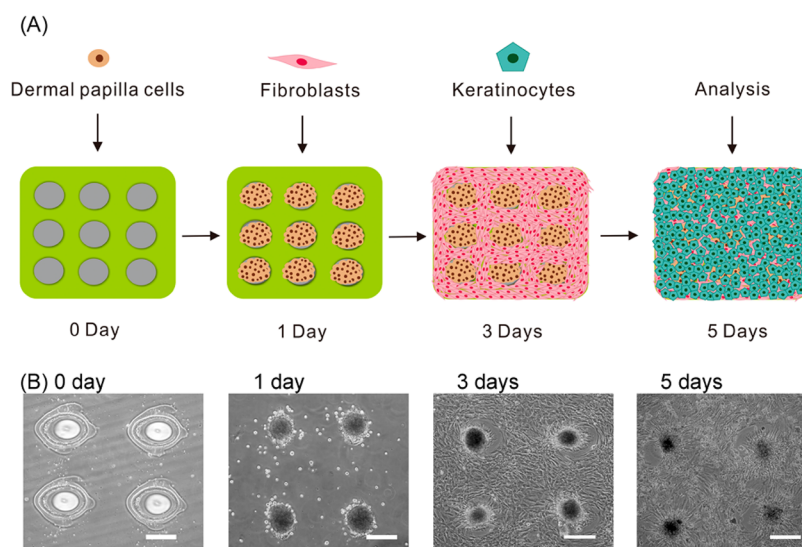 (A)
Dermal papilla cells
Fibroblasts
Keratinocytes
Analysis
0 Day
1 Day
3 Days
5 Days
(B) 0 day
1 day
3 days
5 days